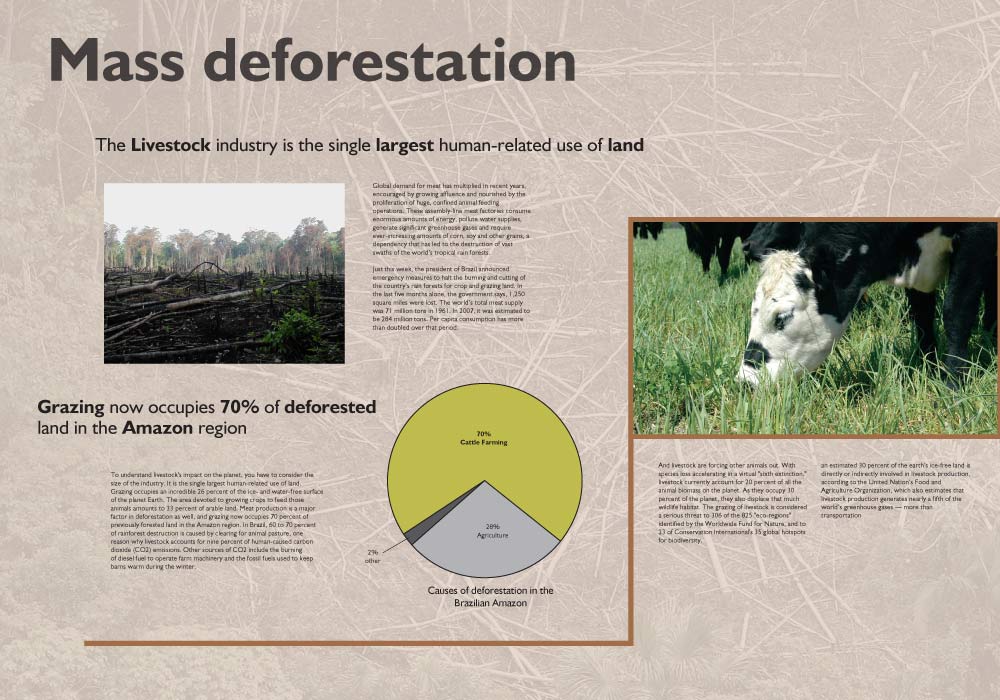 Mass deforestation
The Livestock industry is the single largest human-related use of land
Global demand for meat has multiplied in recent years,
encouraged by growing affluence and nourished by the
proliferation of huge, confined animal feeding
operations. These assembly-line meat factories consume
enormous amounts of energy, pollute water supplies,
generate significant greenhouse gases and require
ever-increasing amounts of corn, soy and other grains, a
dependency that has led to the destruction of vast
swaths of the world's tropical rain forests.
Just this week, the president of Brazil announced
emergency measures to halt the burning and cutting of
the country's rain forests for crop and grazing land. In
the last five months alone, the government says, 1,250
square miles were lost. The world's total meat supply
was 71 million tons in 1961. In 2007, it was estimated to
be 284 million tons. Per capita consumption has more
than doubled over that period.
Grazing now occupies 70% of deforested
land in the Amazon region
To understand livestock's impact on the planet, you have to consider the
size of the industry. It is the single largest human-related use of land.
Grazing occupies an incredible 26 percent of the ice- and water-free surface
of the planet Earth. The area devoted to growing crops to feed those
animals amounts to 33 percent of arable land. Meat production is a major
factor in deforestation as well, and grazing now occupies 70 percent of
previously forested land in the Amazon region. In Brazil, 60 to 70 percent
of rainforest destruction is caused by clearing for animal pasture, one
reason why livestock accounts for nine percent of human-caused carbon
dioxide (CO2) emissions. Other sources of CO2 include the burning
of diesel fuel to operate farm machinery and the fossil fuels used to keep
barns warm during the winter.
70%
Cattle Farming
28%
Agriculture
2%
other
Causes of deforestation in the
Brazilian Amazon
And livestock are forcing other animals out. With
species loss accelerating in a virtual "sixth extinction,"
livestock currently account for 20 percent of all the
animal biomass on the planet. As they occupy 30
percent of the planet, they also displace that much
wildlife habitat. The grazing of livestock is considered
a serious threat to 306 of the 825 "eco-regions"
identified by the Worldwide Fund for Nature, and to
23 of Conservation International's 35 global hotspots
for biodiversity.
an estimated 30 percent of the earth's ice-free land is
directly or indirectly involved in livestock production,
according to the United Nation's Food and
Agriculture Organization, which also estimates that
livestock production generates nearly a fifth of the
world's greenhouse gases — more than
transportation